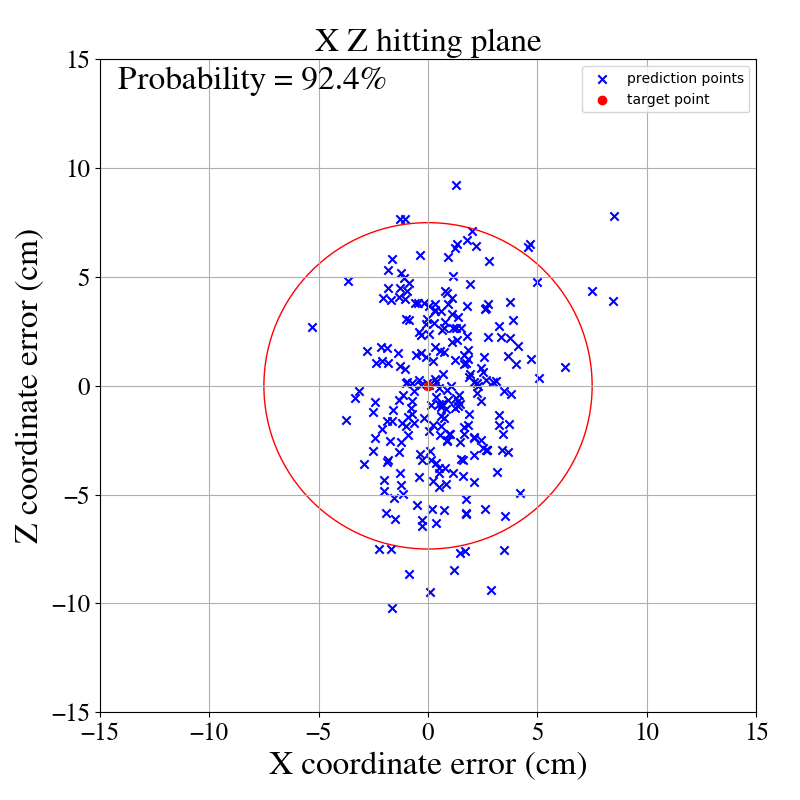 X Z hitting plane
Probability = 92.4%
prediction points
target point
Z coordinate error (cm)
15
10
5
0
−5
−10
−15
−15
−10
−5
0
5
10
15
X coordinate error (cm)